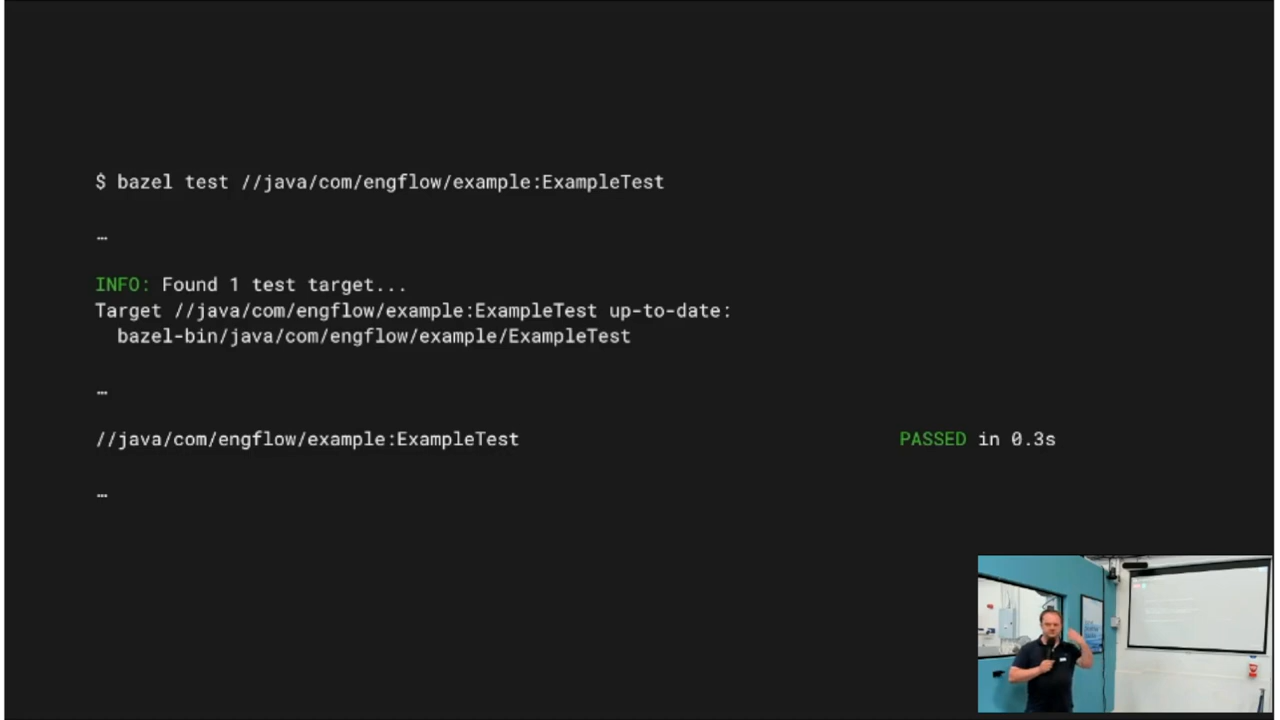 $ bazel test //java/com/engflow/example:ExampleTest
…
INFO: Found 1 test target...
Target //java/com/engflow/example:ExampleTest up-to-date:
  bazel-bin/java/com/engflow/example/ExampleTest
…
//java/com/engflow/example:ExampleTest PASSED in 0.3s
…